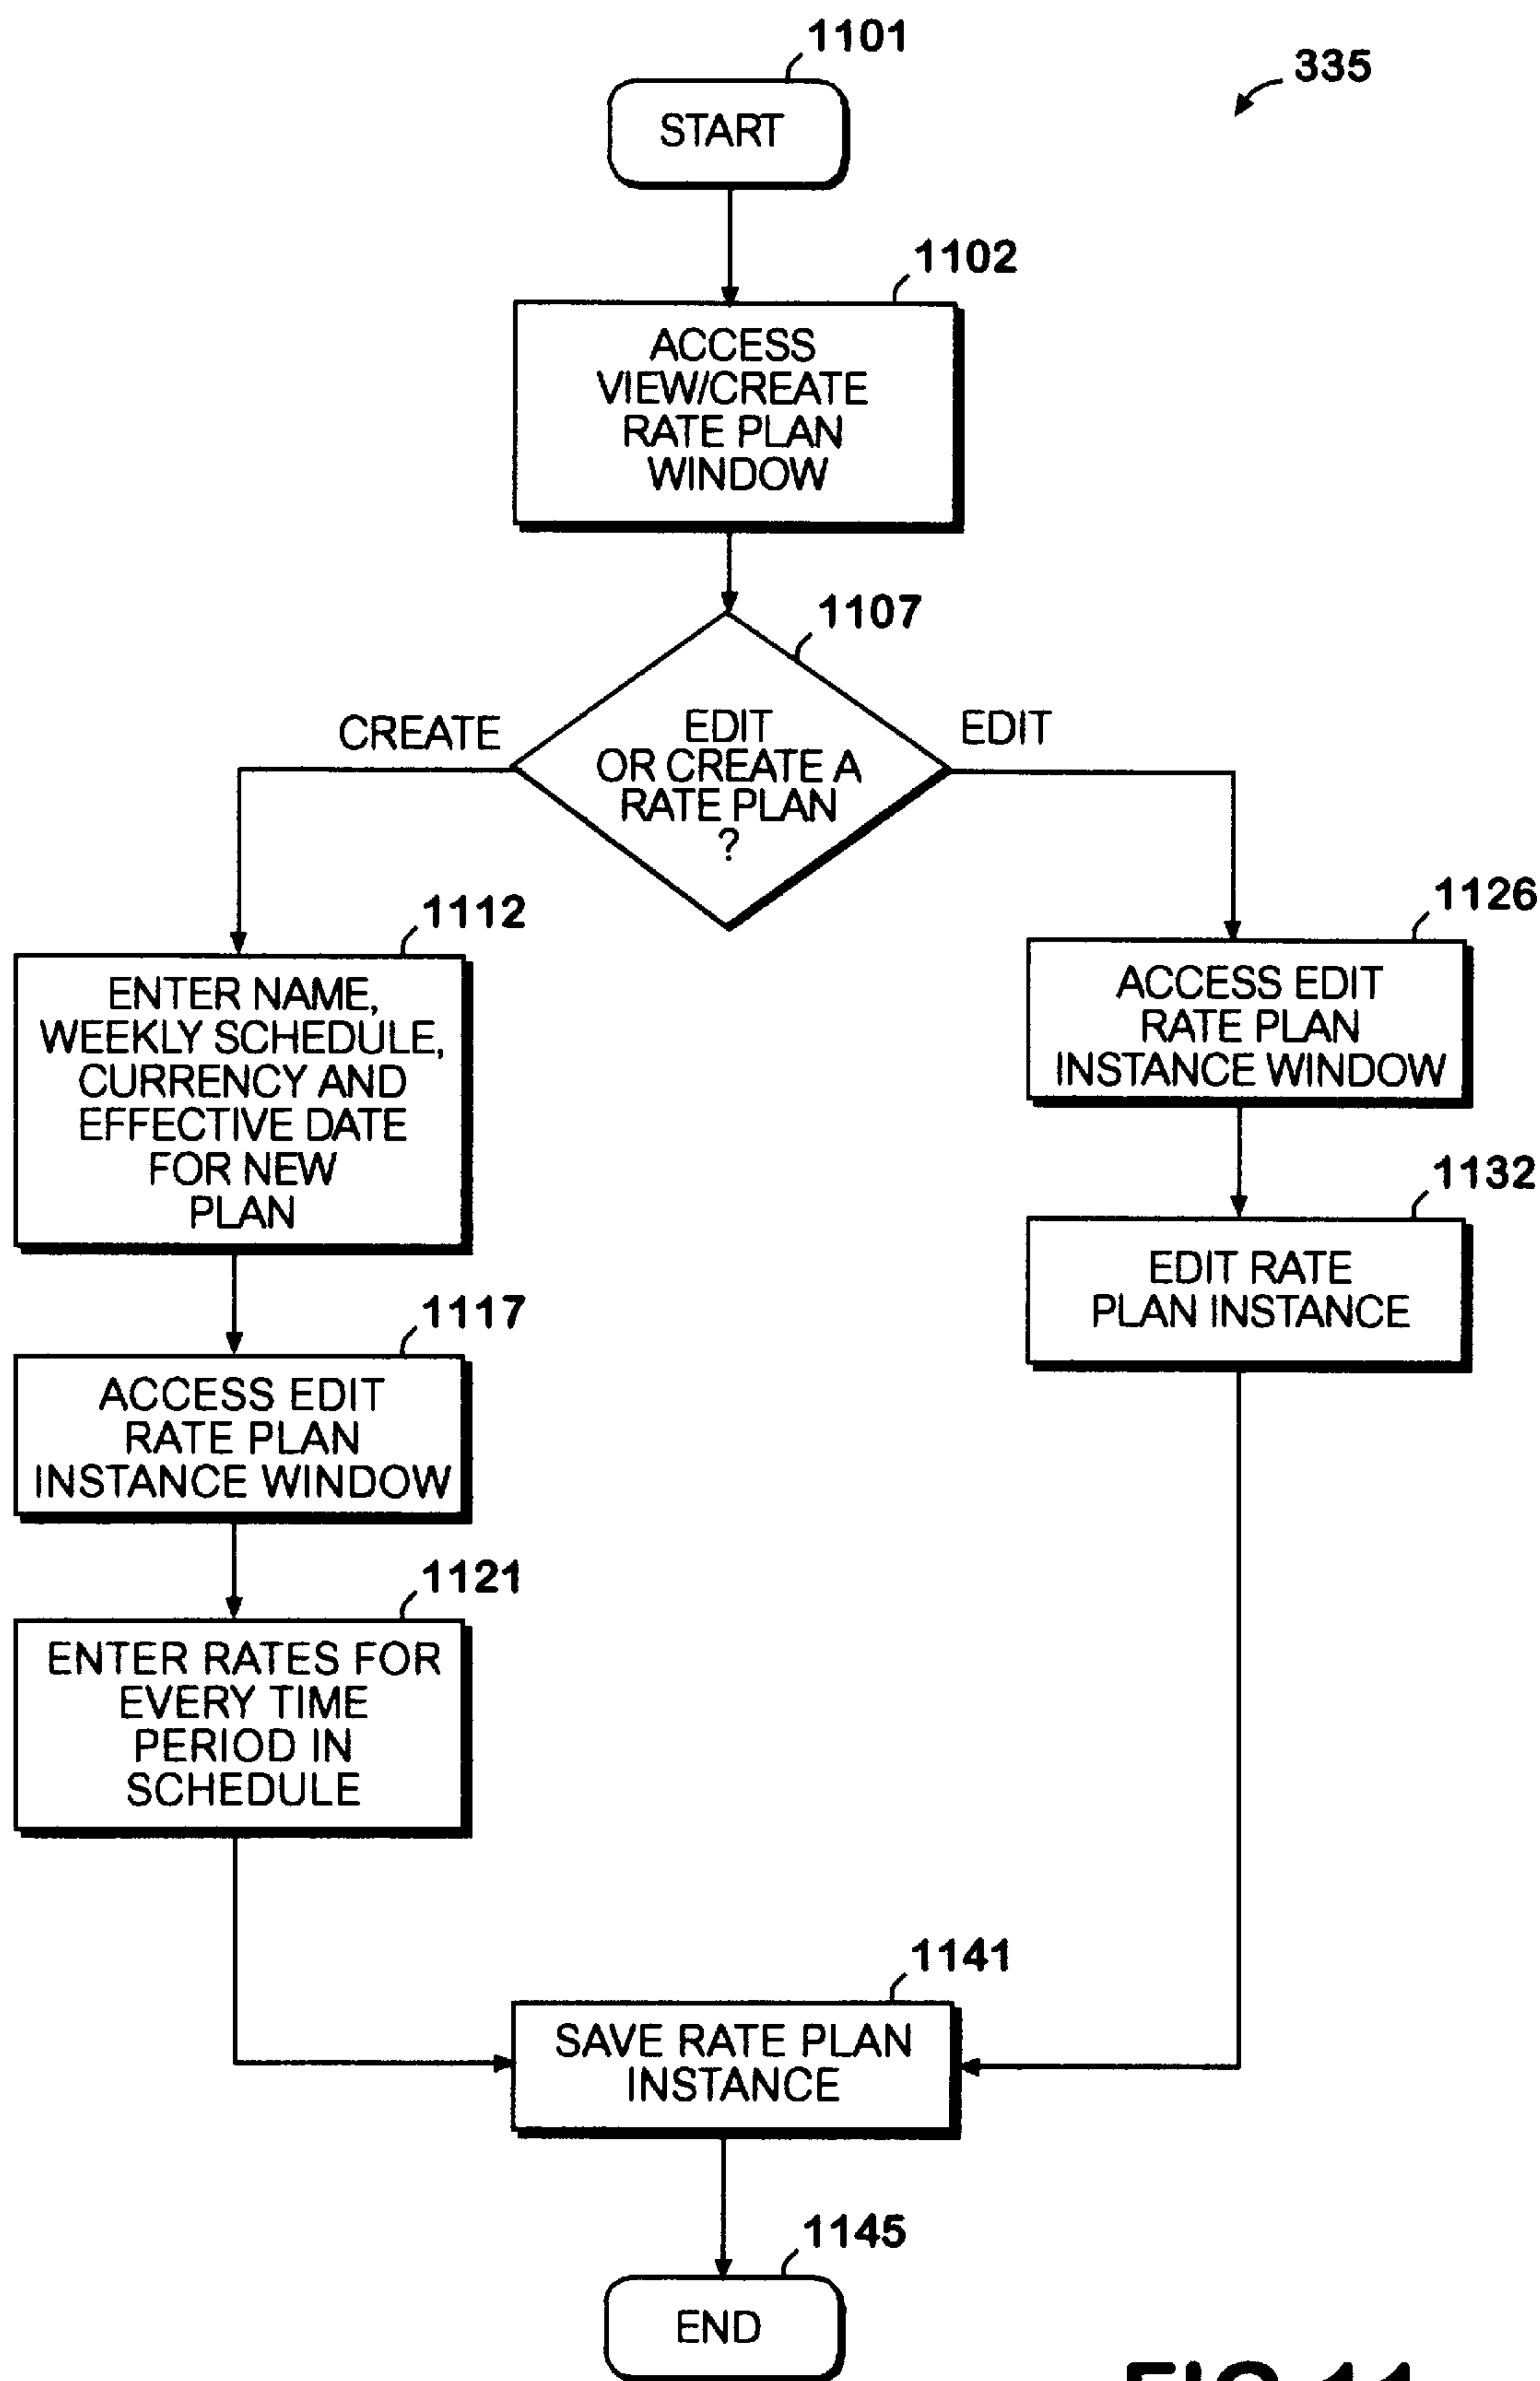 1101
335
START
1102
ACCESS
VIEW/CREATE
RATE PLAN
WINDOW
1107
CREATE
EDIT
OR CREATE A
RATE PLAN
?
EDIT
1112
ENTER NAME,
WEEKLY SCHEDULE,
CURRENCY AND
EFFECTIVE DATE
FOR NEW
PLAN
1126
ACCESS EDIT
RATE PLAN
INSTANCE WINDOW
1132
EDIT RATE
PLAN INSTANCE
1117
ACCESS EDIT
RATE PLAN
INSTANCE WINDOW
1121
ENTER RATES FOR
EVERY TIME
PERIOD IN
SCHEDULE
1141
SAVE RATE PLAN
INSTANCE
1145
END
FIG.11